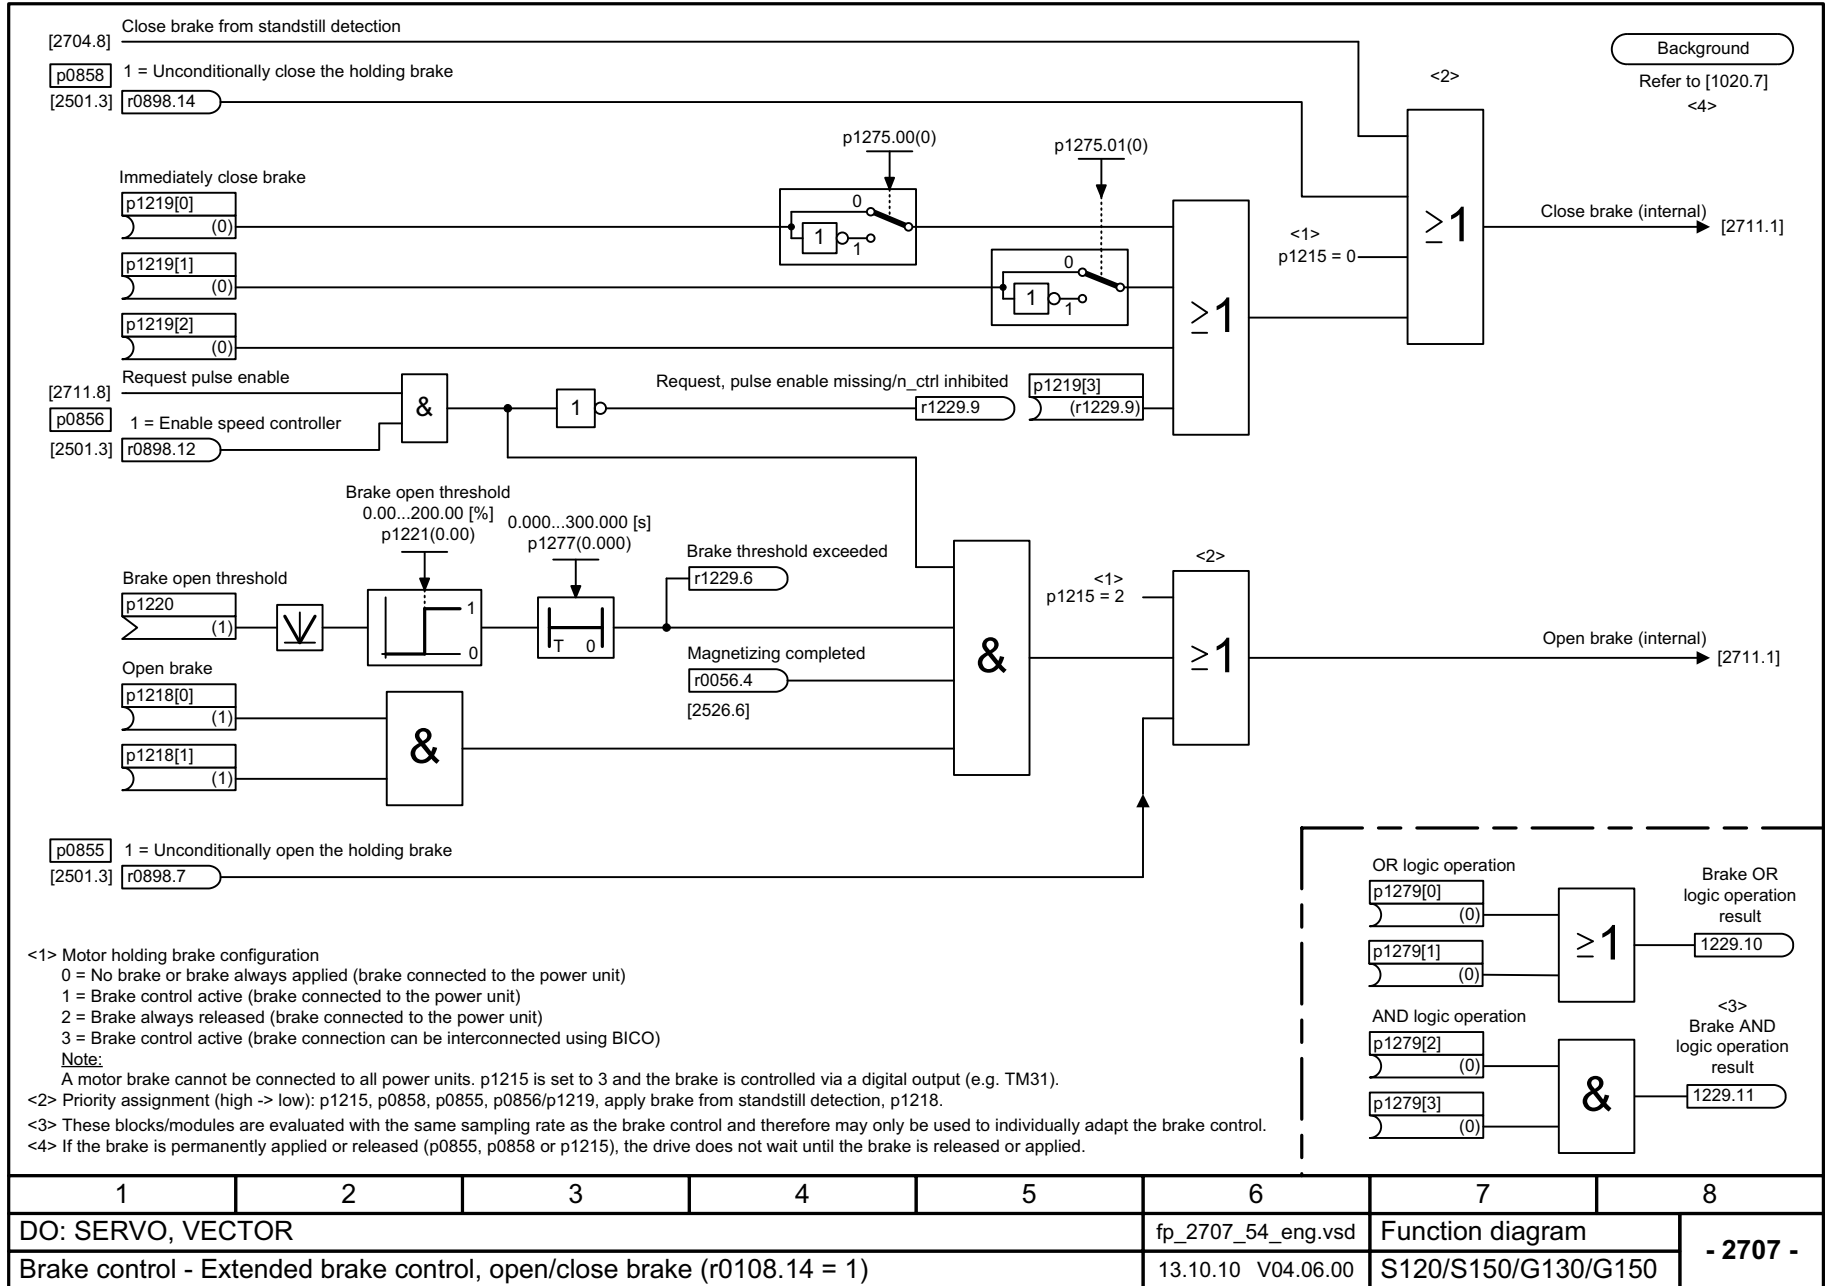 Close brake from standstill detection
[2704.8]
p0858 1 = Unconditionally close the holding brake
[2501.3] r0898.14
Background
Refer to [1020.7]
<4>
<2>
p1275.00(0)
p1275.01(0)
Immediately close brake
p1219[0]
(0)
0
1
1
p1219[1]
(0)
0
1
1
p1219[2]
(0)
≥1
<1>
p1215 = 0
≥1
Close brake (internal)
[2711.1]
Request pulse enable
[2711.8]
p0856 1 = Enable speed controller
[2501.3] r0898.12
&
1
Request, pulse enable missing/n_ctrl inhibited
r1229.9
p1219[3]
(r1229.9)
Brake open threshold
0.00...200.00 [%]
p1221(0.00)
0.000...300.000 [s]
p1277(0.000)
Brake threshold exceeded
r1229.6
Brake open threshold
p1220
(1)
1
0
T 0
Magnetizing completed
r0056.4
[2526.6]
Open brake
p1218[0]
(1)
p1218[1]
(1)
&
&
<1>
p1215 = 2
<2>
≥1
Open brake (internal)
[2711.1]
p0855 1 = Unconditionally open the holding brake
[2501.3] r0898.7
OR logic operation
p1279[0]
(0)
p1279[1]
(0)
≥1
Brake OR
logic operation
result
1229.10
AND logic operation
p1279[2]
(0)
p1279[3]
(0)
&
<3>
Brake AND
logic operation
result
1229.11
<1> Motor holding brake configuration
0 = No brake or brake always applied (brake connected to the power unit)
1 = Brake control active (brake connected to the power unit)
2 = Brake always released (brake connected to the power unit)
3 = Brake control active (brake connection can be interconnected using BICO)
Note:
A motor brake cannot be connected to all power units. p1215 is set to 3 and the brake is controlled via a digital output (e.g. TM31).
<2> Priority assignment (high -> low): p1215, p0858, p0855, p0856/p1219, apply brake from standstill detection, p1218.
<3> These blocks/modules are evaluated with the same sampling rate as the brake control and therefore may only be used to individually adapt the brake control.
<4> If the brake is permanently applied or released (p0855, p0858 or p1215), the drive does not wait until the brake is released or applied.
1 2 3 4 5 6 7 8
DO: SERVO, VECTOR
fp_2707_54_eng.vsd
Function diagram
- 2707 -
Brake control - Extended brake control, open/close brake (r0108.14 = 1)
13.10.10 V04.06.00
S120/S150/G130/G150